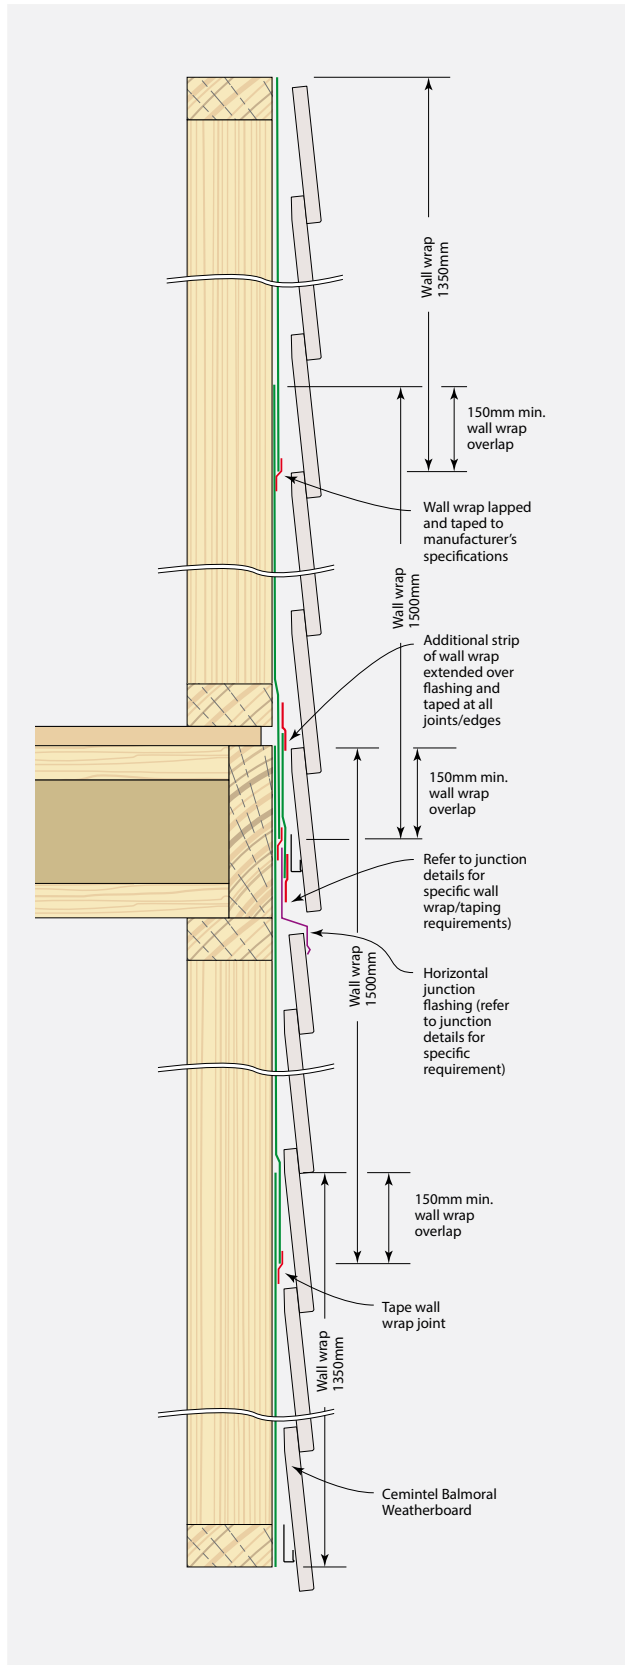 Wall wrap
1350mm
150mm min.
wall wrap
overlap
Wall wrap lapped
and taped to
manufacturer’s
specifications
Wall wrap
1500mm
Additional strip
of wall wrap
extended over
flashing and
taped at all
joints/edges
150mm min.
wall wrap
overlap
Refer to junction
details for
specific wall
wrap/taping
requirements)
Wall wrap
1500mm
Horizontal
junction
flashing (refer
to junction
details for
specific
requirement)
150mm min.
wall wrap
overlap
Tape wall
wrap joint
Wall wrap
1350mm
Cemintel Balmoral
Weatherboard